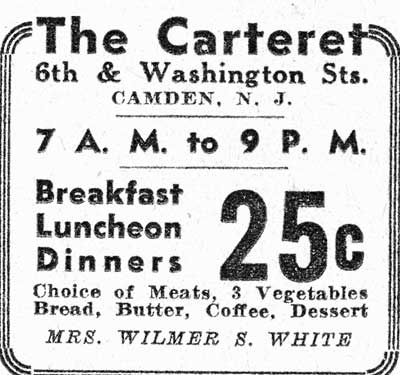 The Carteret
6th & Washington Sts.
CAMDEN, N. J.
7 A. M. to 9 P. M.
Breakfast
Luncheon
Dinners
25c
Choice of Meats, 3 Vegetables
Bread, Butter, Coffee, Dessert
MRS. WILMER S. WHITE